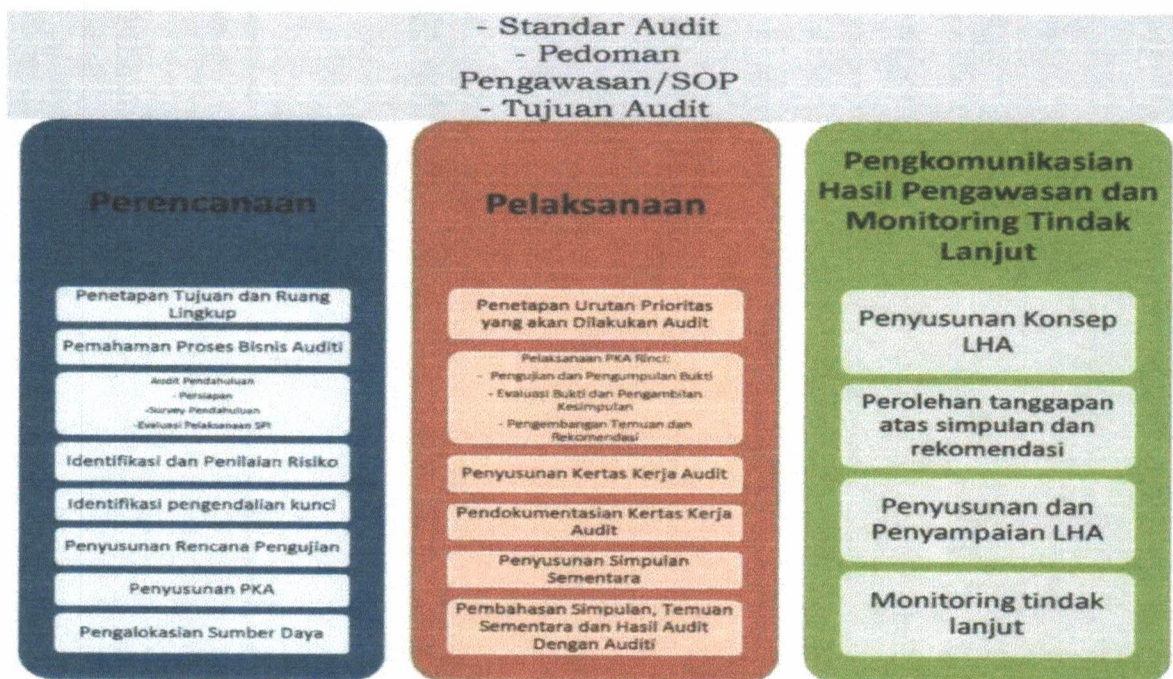 - Standar Audit
- Pedoman
Pengawasan/SOP
- Tujuan Audit
Perencanaan
Penetapan Tujuan dan Ruang
Lingkup
Pemahaman Proses Bisnis Auditi
Audit Pendahuluan
- Persiapan
-Survey Pendahuluan
-Evaluasi Pelaksanaan SPI
Identifikasi dan Penilaian Risiko
Identifikasi pengendalian kunci
Penyusunan Rencana Pengujian
Penyusunan PKA
Pengalokasian Sumber Daya
Pelaksanaan
Penetapan Urutan Prioritas
yang akan Dilakukan Audit
Pelaksanaan PKA Rinci:
- Pengujian dan Pengumpulan Bukti
- Evaluasi Bukti dan Pengambilan
Kesimpulan
- Pengembangan Temuan dan
Rekomendasi
Penyusunan Kertas Kerja Audit
Pendokumentasian Kertas Kerja
Audit
Penyusunan Simpulan
Sementara
Pembahasan Simpulan, Temuan
Sementara dan Hasil Audit
Dengan Auditi
Pengkomunikasian
Hasil Pengawasan dan
Monitoring Tindak
Lanjut
Penyusunan Konsep
LHA
Perolehan tanggapan
atas simpulan dan
rekomendasi
Penyusunan dan
Penyampaian LHA
Monitoring tindak
lanjut